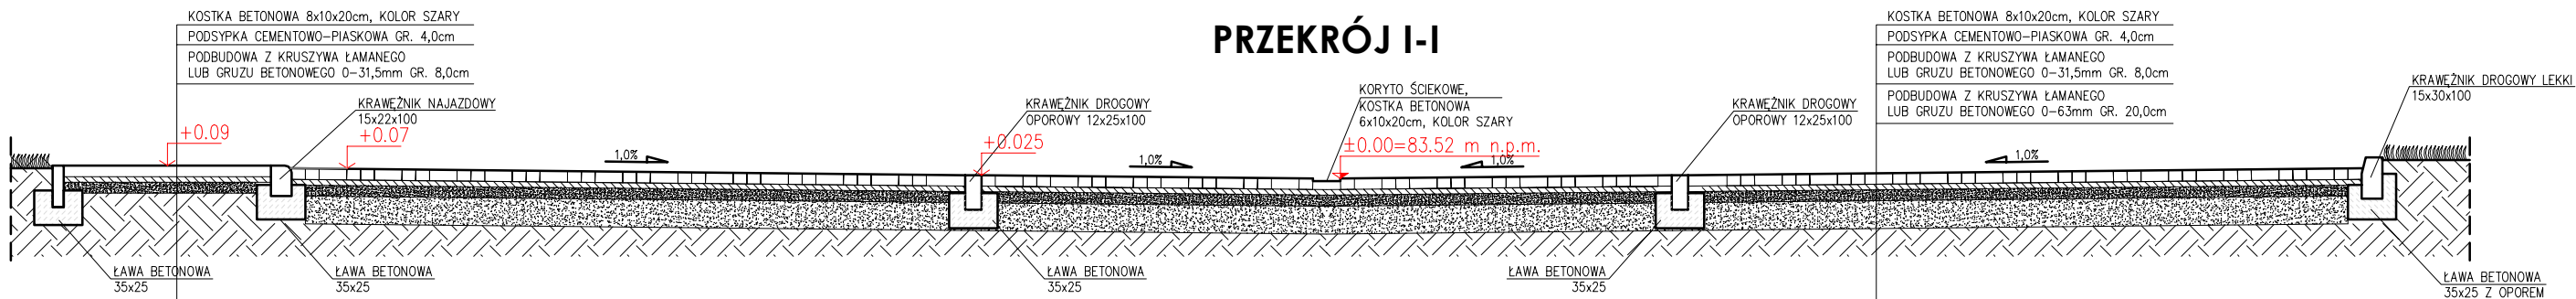 PRZEKRÓJ I-I
KOSTKA BETONOWA 8x10x20cm, KOLOR SZARY
PODSYPKA CEMENTOWO-PIASKOWA GR. 4,0cm
PODBUDOWA Z KRUSZYWA ŁAMANEGO
LUB GRUZU BETONOWEGO 0-31,5mm GR. 8,0cm
KRAWĘŻNIK NAJAZDOWY
15x22x100
+0.09
+0.07
1,0%
KRAWĘŻNIK DROGOWY
OPOROWY 12x25x100
+0.025
1,0%
KORYTO ŚCIEKOWE,
KOSTKA BETONOWA
6x10x20cm, KOLOR SZARY
±0.00=83.52 m n.p.m.
1,0%
KRAWĘŻNIK DROGOWY
OPOROWY 12x25x100
KOSTKA BETONOWA 8x10x20cm, KOLOR SZARY
PODSYPKA CEMENTOWO-PIASKOWA GR. 4,0cm
PODBUDOWA Z KRUSZYWA ŁAMANEGO
LUB GRUZU BETONOWEGO 0-31,5mm GR. 8,0cm
PODBUDOWA Z KRUSZYWA ŁAMANEGO
LUB GRUZU BETONOWEGO 0-63mm GR. 20,0cm
1,0%
KRAWĘŻNIK DROGOWY LEKKI
15x30x100
ŁAWA BETONOWA
35x25
ŁAWA BETONOWA
35x25
ŁAWA BETONOWA
35x25
ŁAWA BETONOWA
35x25
ŁAWA BETONOWA
35x25 Z OPOREM